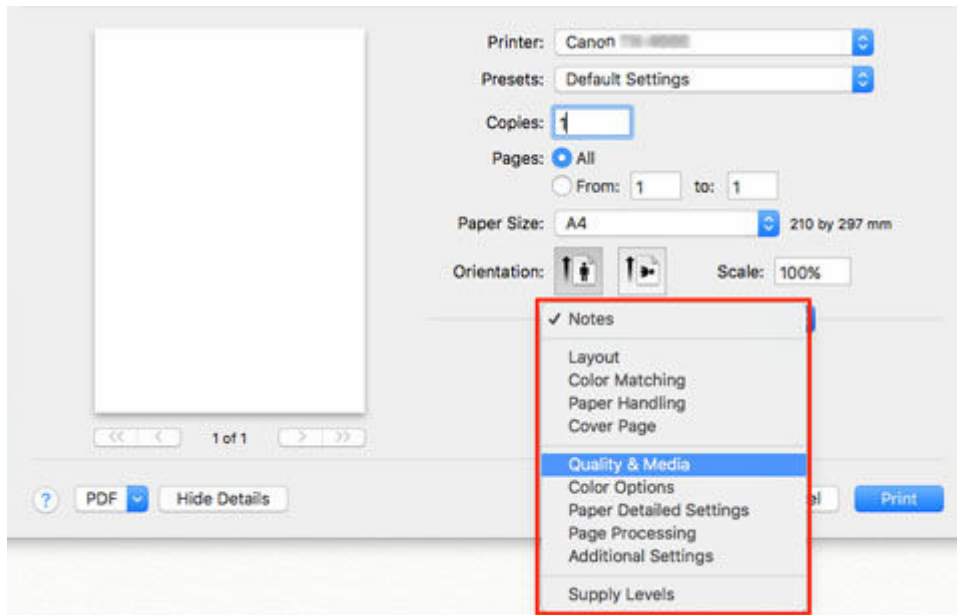 Printer: Canon
Presets: Default Settings
Copies: 1
Pages: All
From: 1 to: 1
Paper Size: A4 210 by 297 mm
Orientation: Scale: 100%
✓ Notes
Layout
Color Matching
Paper Handling
Cover Page
1 of 1
Quality & Media
Color Options
? PDF Hide Details Print
Paper Detailed Settings
Page Processing
Additional Settings
Supply Levels